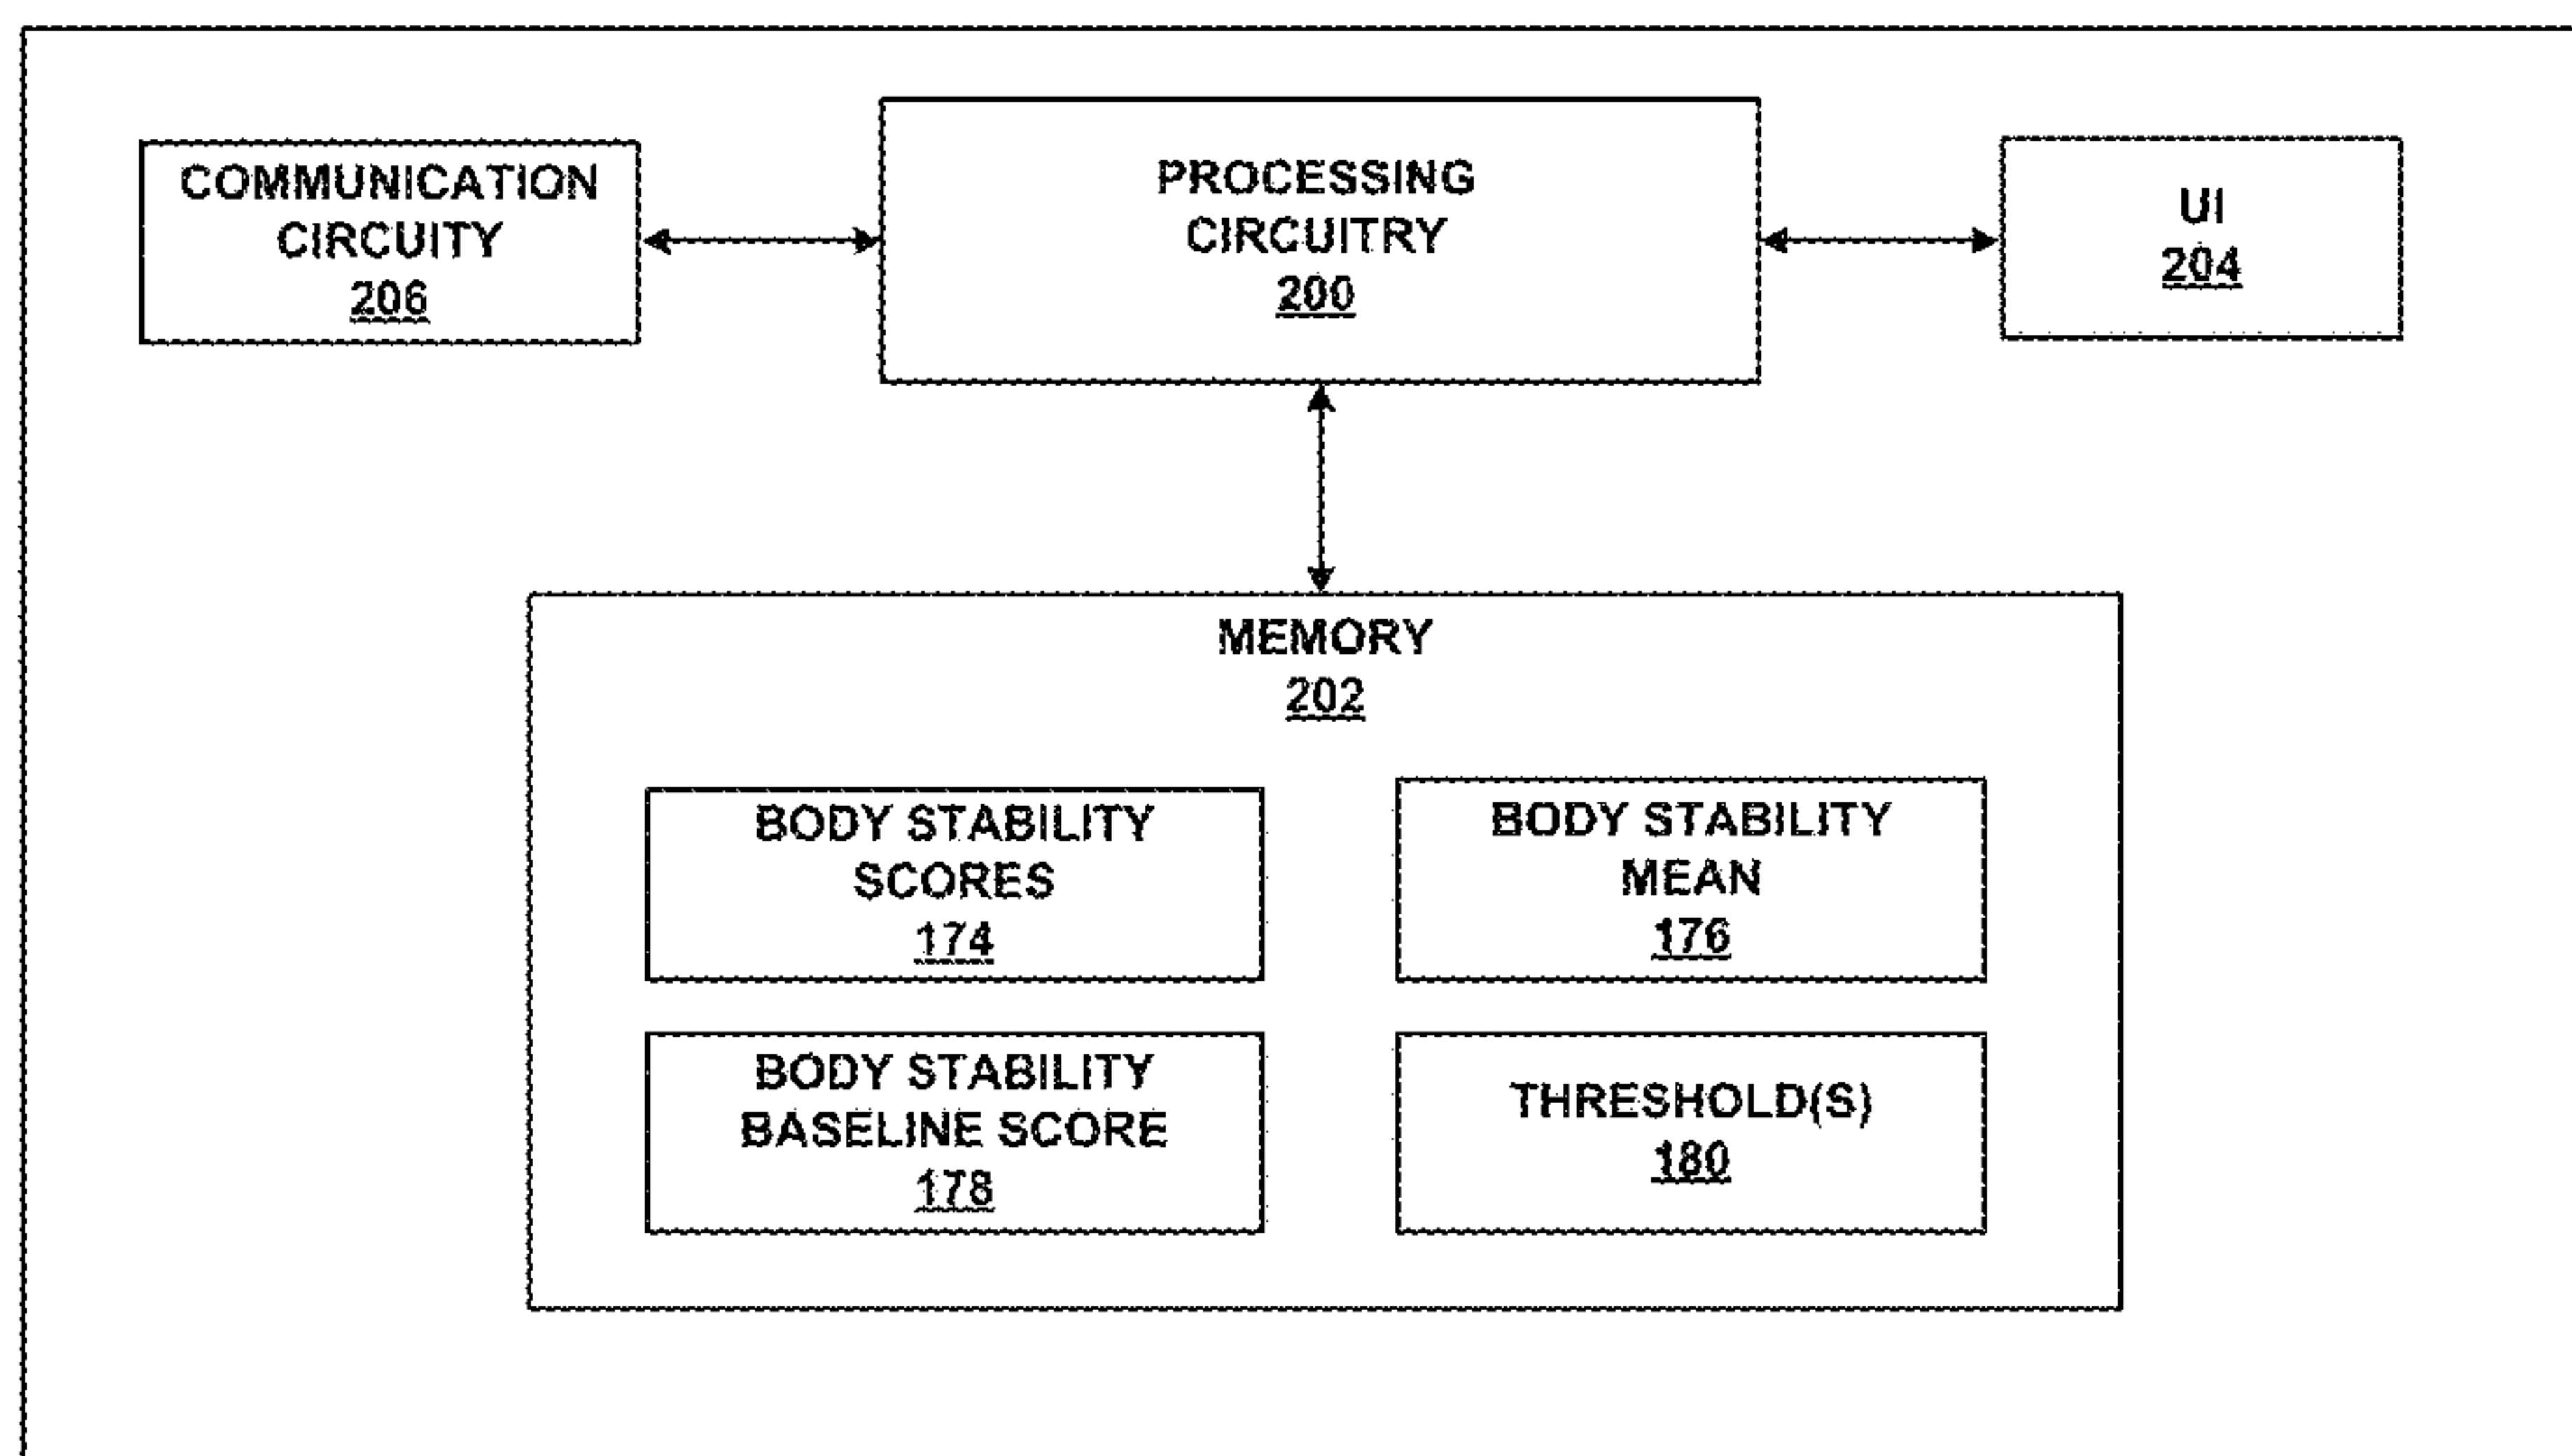 COMMUNICATION
CIRCUITY
206
PROCESSING
CIRCUITRY
200
UI
204
MEMORY
202
BODY STABILITY
SCORES
174
BODY STABILITY
MEAN
176
BODY STABILITY
BASELINE SCORE
178
THRESHOLD(S)
180